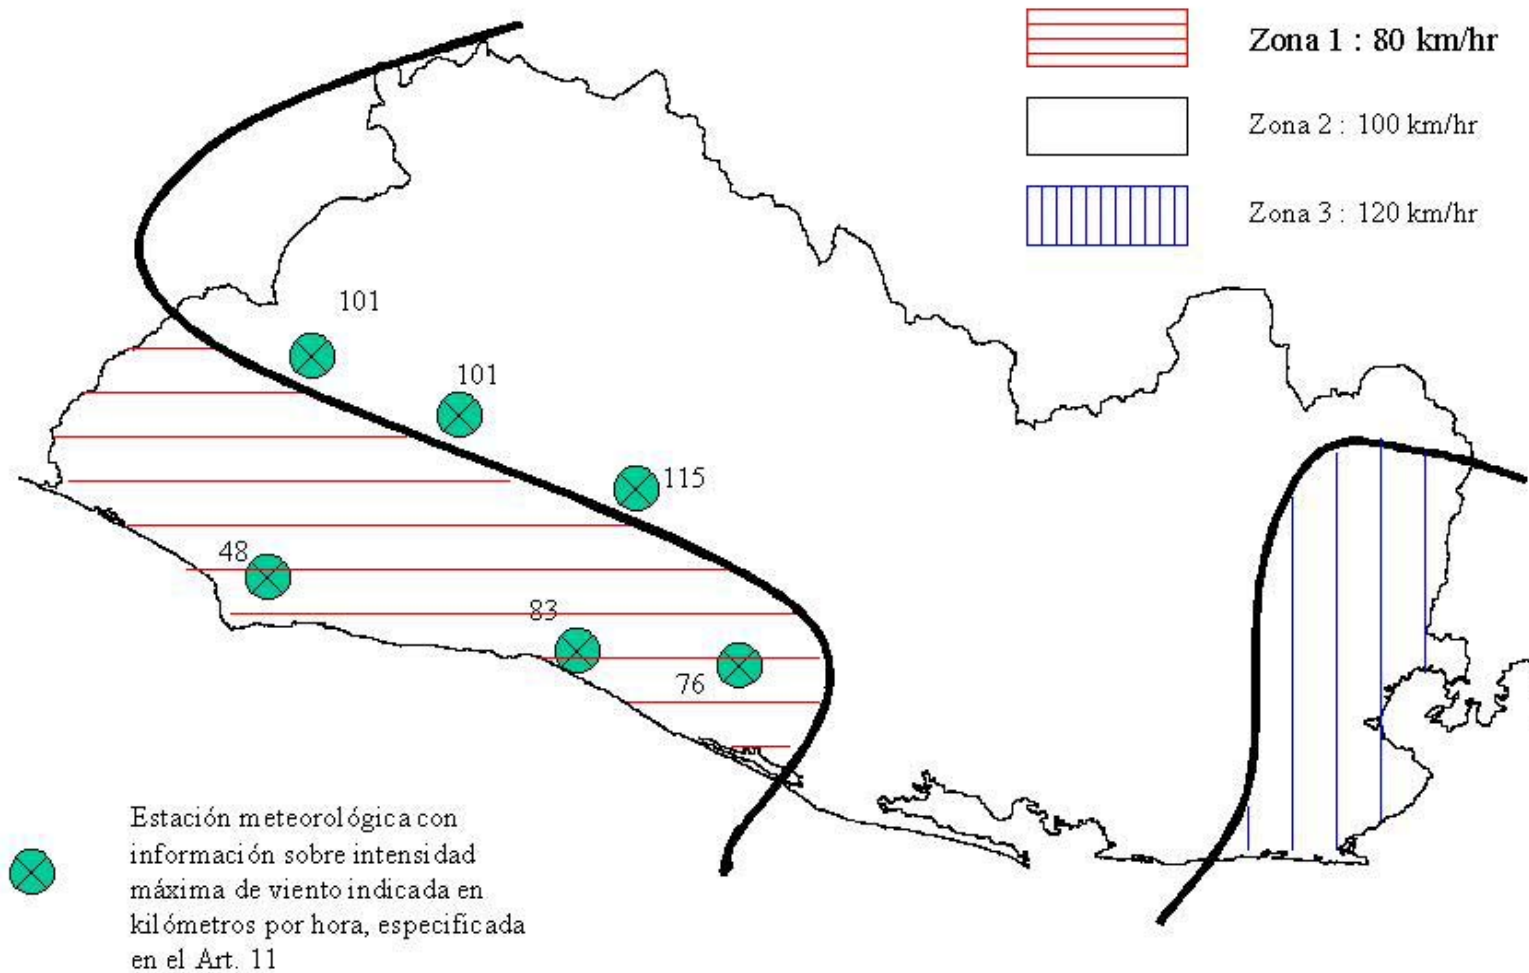 Zona 1 : 80 km/hr
Zona 2 : 100 km/hr
Zona 3 : 120 km/hr
101
101
115
48
83
76
Estación meteorológica con
información sobre intensidad
máxima de viento indicada en
kilómetros por hora, especificada
en el Art. 11